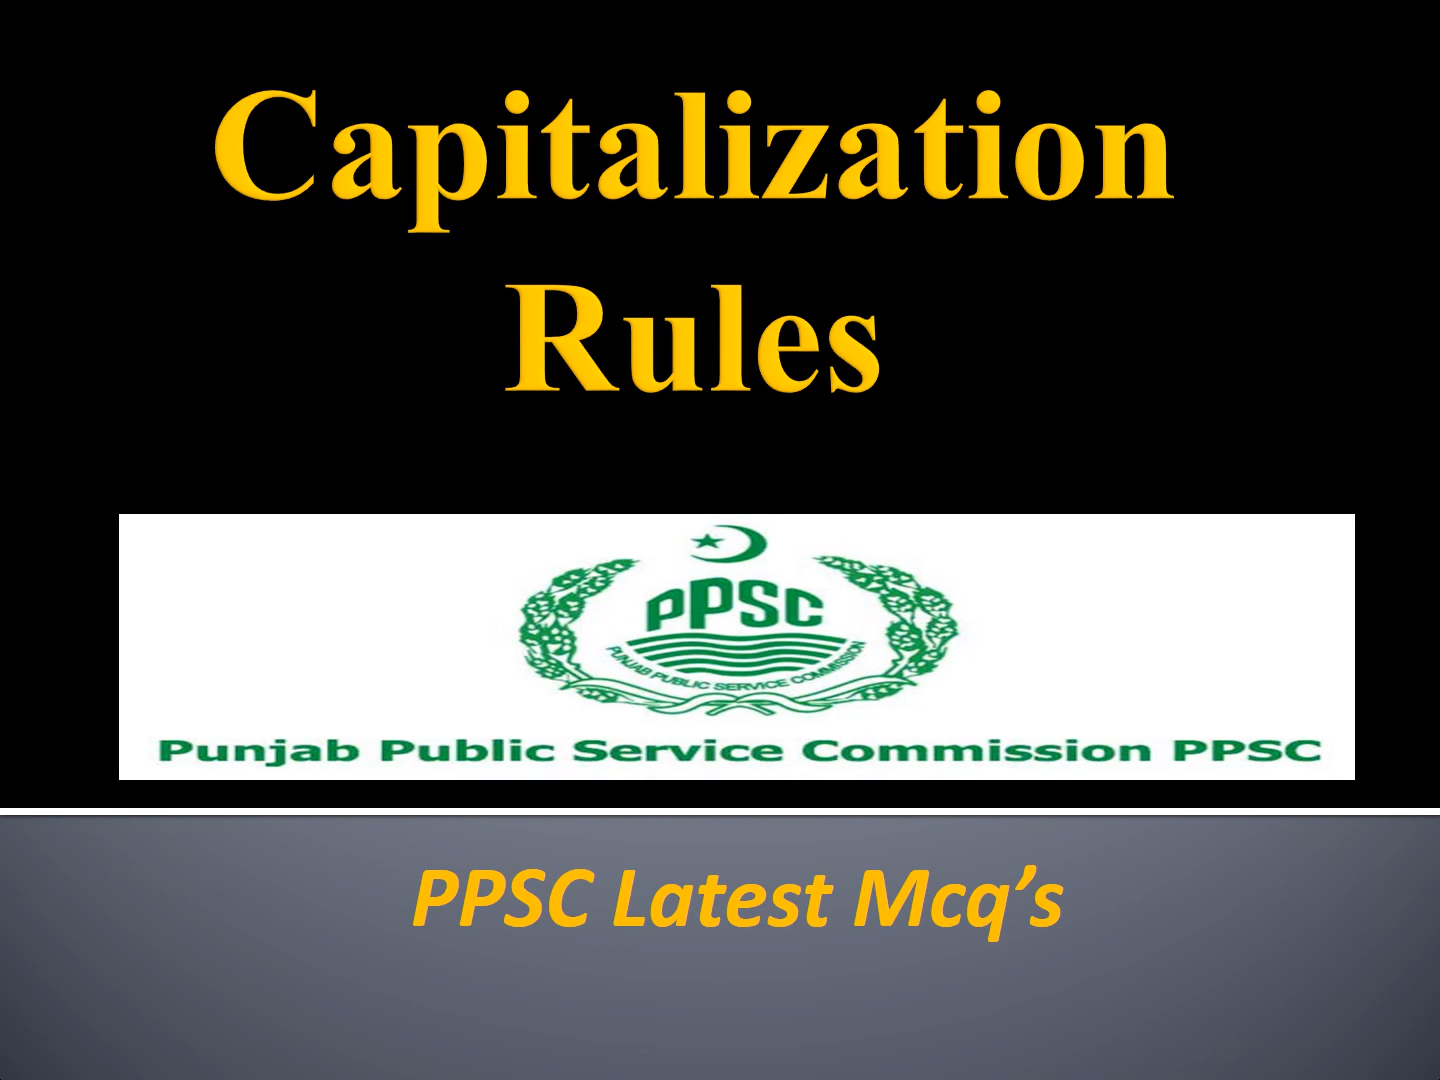 Capitalization
Rules
PPSC
PUNJAB PUBLIC SERVICE COMMISSION
Punjab Public Service Commission PPSC
PPSC Latest Mcq’s